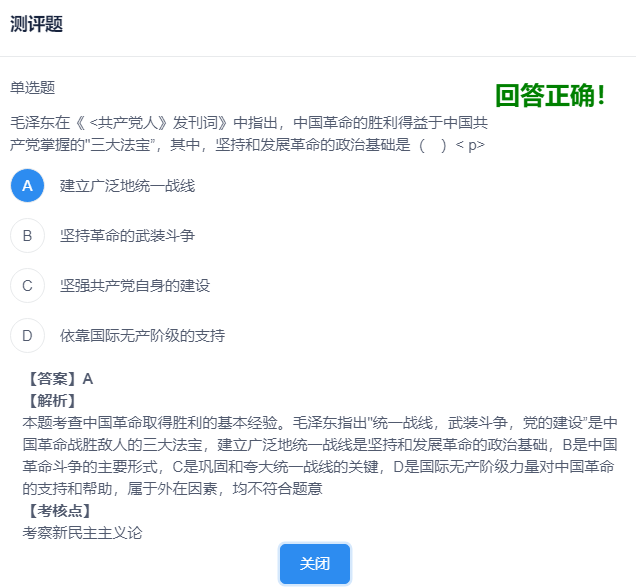 测评题
单选题
回答正确！
毛泽东在《 <共产党人》发刊词》中指出，中国革命的胜利得益于中国共
产党掌握的"三大法宝”，其中，坚持和发展革命的政治基础是（　）< p>
A 建立广泛地统一战线
B 坚持革命的武装斗争
C 坚强共产党自身的建设
D 依靠国际无产阶级的支持
【答案】A
【解析】
本题考查中国革命取得胜利的基本经验。毛泽东指出"统一战线，武装斗争，党的建设”是中
国革命战胜敌人的三大法宝，建立广泛地统一战线是坚持和发展革命的政治基础，B是中国
革命斗争的主要形式，C是巩固和夸大统一战线的关键，D是国际无产阶级力量对中国革命
的支持和帮助，属于外在因素，均不符合题意
【考核点】
考察新民主主义论
关闭